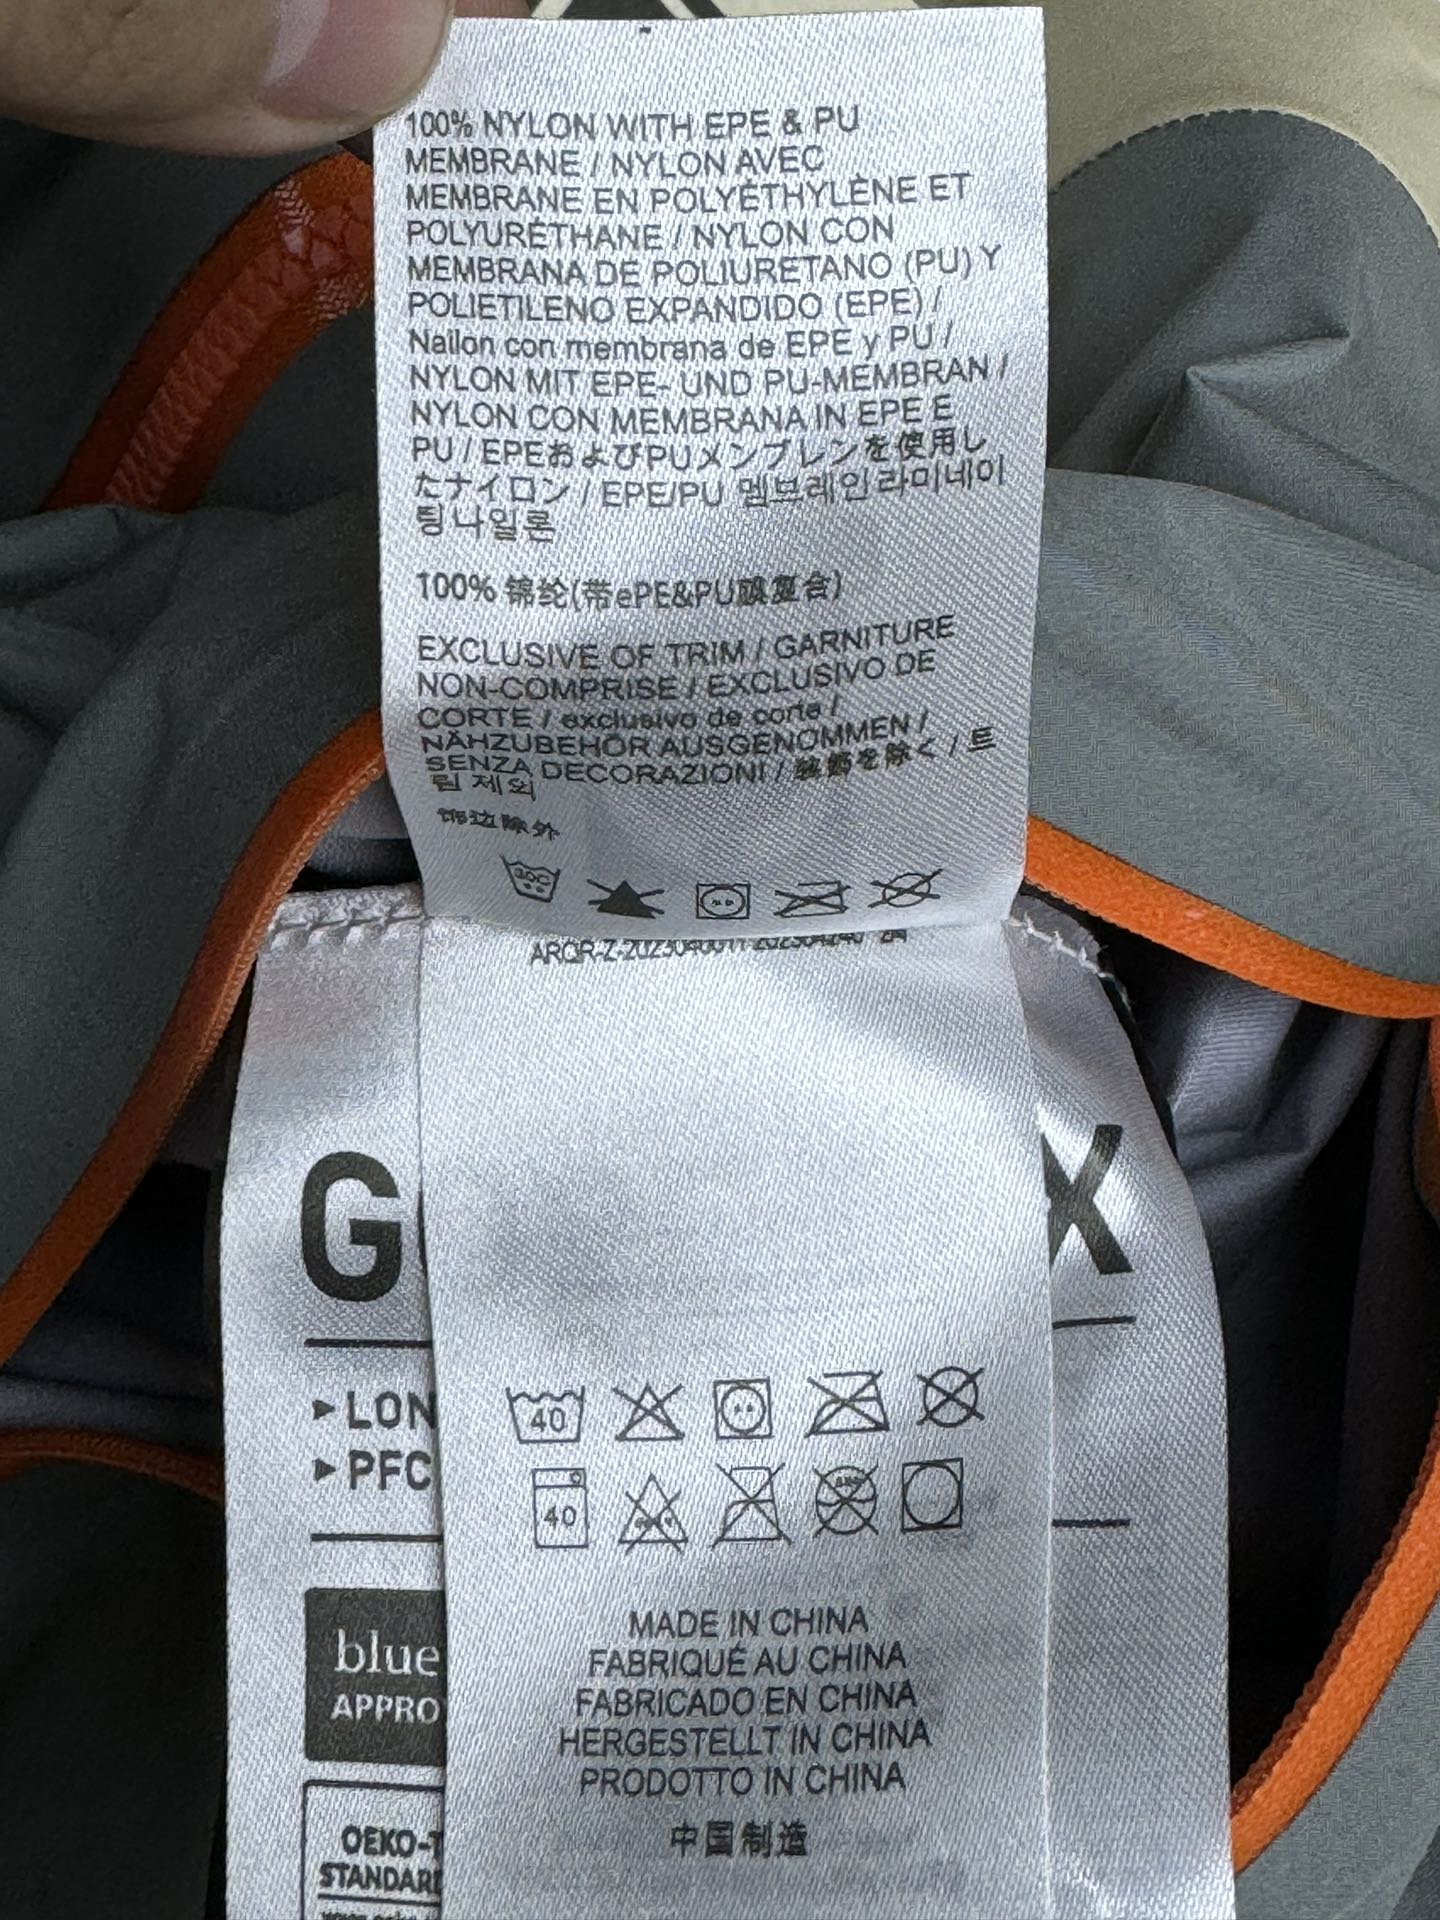 100% NYLON WITH EPE & PU
MEMBRANE / NYLON AVEC
MEMBRANE EN POLYÉTHYLÈNE ET
POLYURÉTHANE / NYLON CON
MEMBRANA DE POLIURETANO (PU) Y
POLIETILENO EXPANDIDO (EPE) /
Nailon con membrana de EPE y PU /
NYLON MIT EPE- UND PU-MEMBRAN /
NYLON CON MEMBRANA IN EPE E
PU / EPEおよびPUメンブレンを使用し
たナイロン / EPE/PU 멤브레인 라미네이
팅 나일론
100% 锦纶(带ePE&PU膜复合)
EXCLUSIVE OF TRIM / GARNITURE
NON-COMPRISE / EXCLUSIVO DE
CORTE / exclusivo de corte /
NÄHZUBEHÖR AUSGENOMMEN /
SENZA DECORAZIONI / 装飾を除く / 트
림 제외
饰边除外
G X
▸LON
▸PFC
40
40
blue
APPRO
MADE IN CHINA
FABRIQUÉ AU CHINA
FABRICADO EN CHINA
HERGESTELLT IN CHINA
PRODOTTO IN CHINA
中国制造
OEKO-T
STANDARD